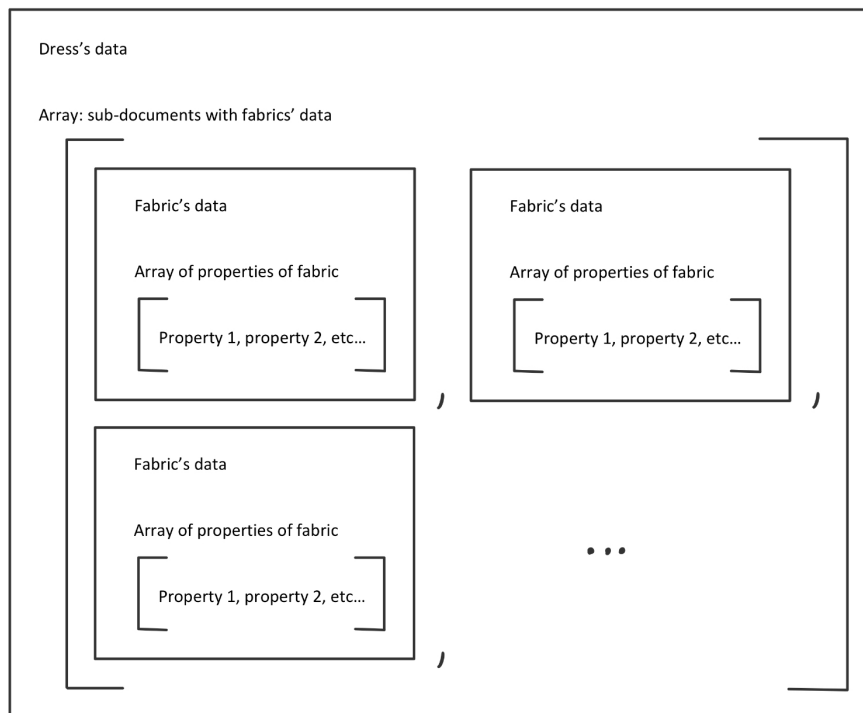 Dress’s data
Array: sub-documents with fabrics’ data
Fabric’s data
Array of properties of fabric
Property 1, property 2, etc…
,
Fabric’s data
Array of properties of fabric
Property 1, property 2, etc…
,
Fabric’s data
Array of properties of fabric
Property 1, property 2, etc…
,
...